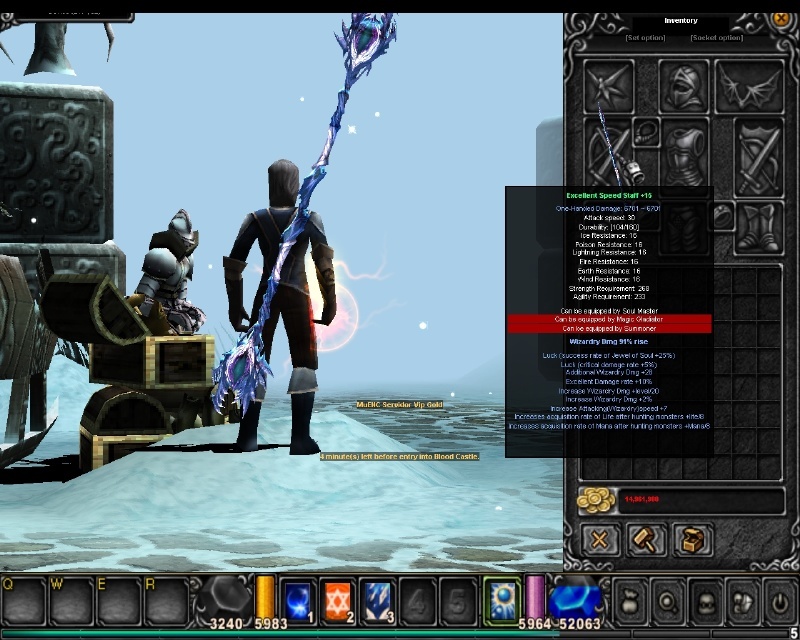 Inventory
[Set option] [Socket option]
Excellent Speed Staff +15
One-Handed Damage: 6701 ~ 6701
Attack speed: 30
Durability: [104/160]
Ice Resistance: 16
Poison Resistance: 16
Lightning Resistance: 16
Fire Resistance: 16
Earth Resistance: 16
Wind Resistance: 16
Strength Requirement: 268
Agility Requirement: 233
Can be equipped by Soul Master
Can be equipped by Magic Gladiator
Can be equipped by Summoner
Wizardry Dmg 91% rise
Luck (success rate of Jewel of Soul +25%)
Luck (critical damage rate +5%)
Additional Wizardry Dmg +28
Excellent Damage rate +10%
Increase Wizardry Dmg +level/20
Increase Wizardry Dmg +2%
Increase Attacking(Wizardry)speed +7
Increases acquisition rate of Life after hunting monsters +life/8
Increases acquisition rate of Mana after hunting monsters +Mana/8
Vip Gold
4 minute(s) left before entry into Blood Castle.
Q W E R
1 2 3 4 5
3240 5983 5964 52063
5